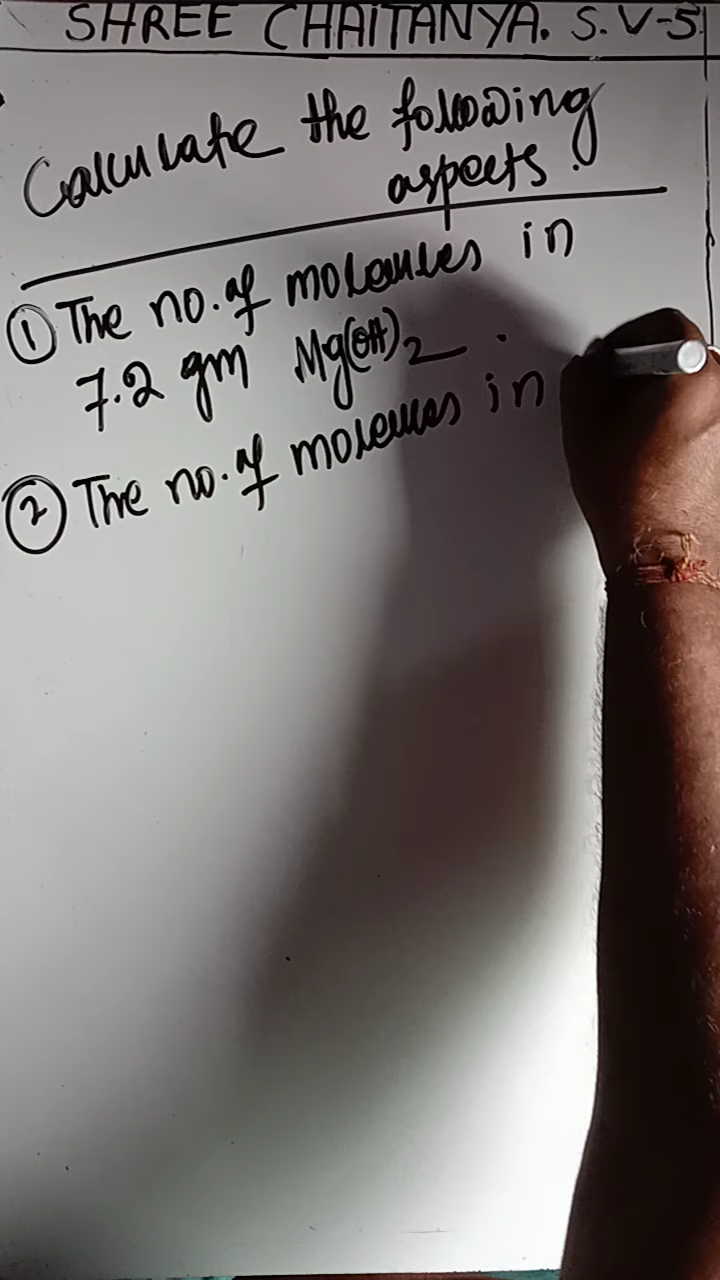 SHREE CHAITANYA. S. V-5
Calculate the following
aspects.
① The no. of molecules in
7.2 gm Mg(OH)2.
② The no. of molecules in